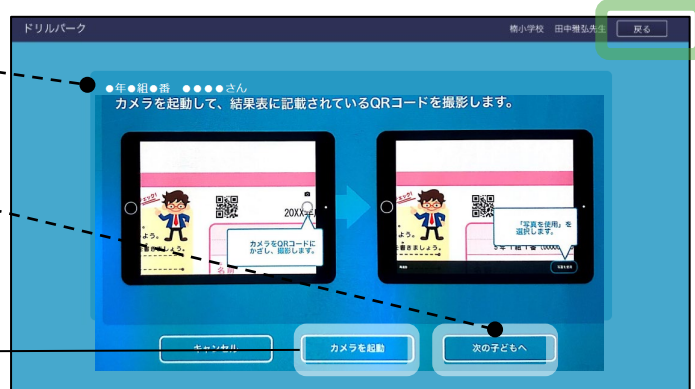 ドリルパーク
楠小学校 田中雅弘先生
戻る
●年●組●番 ●●●●さん
カメラを起動して、結果表に記載されているQRコードを撮影します。
20XX
カメラをQRコードに
かざし、撮影します。
名前
「写真を使用」を
選択します。
キャンセル
カメラを起動
次の子どもへ